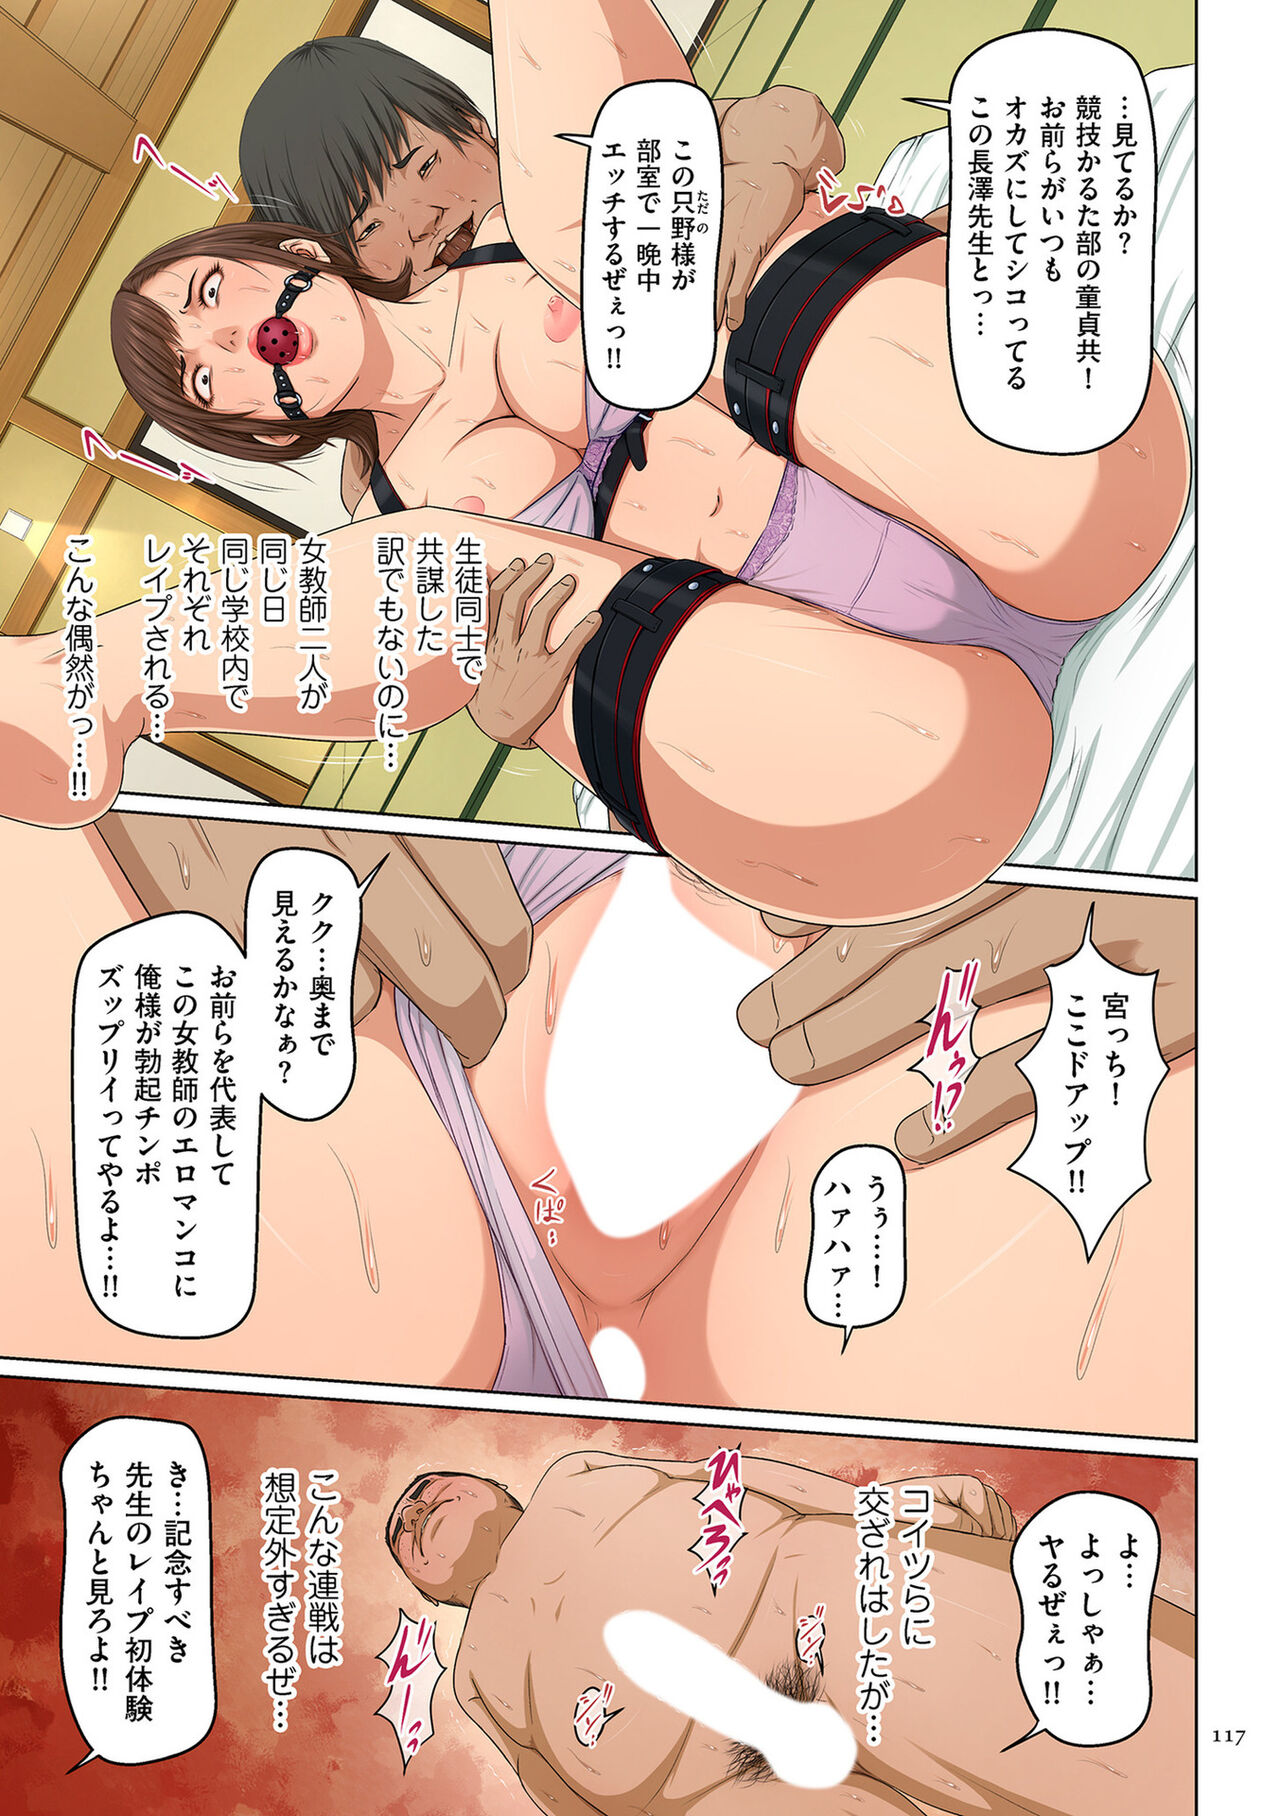 …見てるか?
競技かるた部の童貞共!
お前らがいつも
オカズにしてシコってる
この長澤先生とっ…
この只野様が
ただの
部室で一晩中
エッチするぜぇっ!!
生徒同士で
共謀した
訳でもないのに…
女教師二人が
同じ日
同じ学校内で
それぞれ
レイプされる…
こんな偶然がっ…!!
宮っち!
ここドアップ!!
うぅ…!
ハァハァ…
クク…奥まで
見えるかなぁ?
お前らを代表して
この女教師のエロマンコに
俺様が勃起チンポ
ズップリイってやるよ…!!
くぱぁ…
よ…
よっしゃぁ…
ヤるぜぇっ!!
コイツらに
交ざれはしたが…
こんな連戦は
想定外すぎるぜ…
き…記念すべき
先生のレイプ初体験
ちゃんと見ろよ!!
117